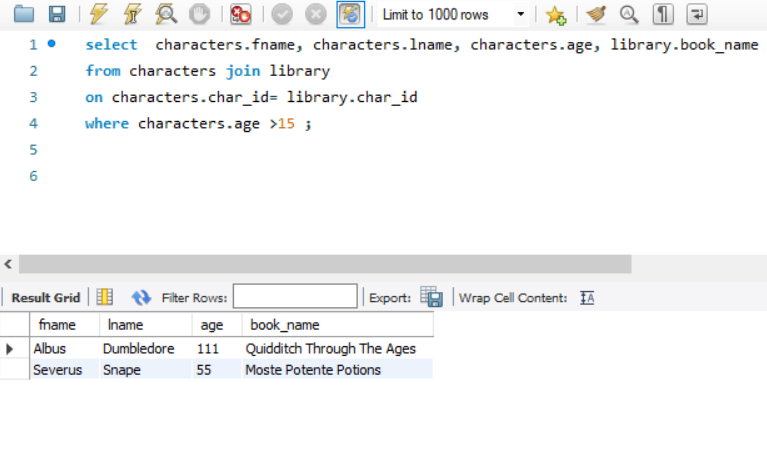 Limit to 1000 rows
1 select characters.fname, characters.lname, characters.age, library.book_name
2 from characters join library
3 on characters.char_id= library.char_id
4 where characters.age >15 ;
5
6
Result Grid Filter Rows: Export: Wrap Cell Content: IA
fname lname age book_name
Albus Dumbledore 111 Quidditch Through The Ages
Severus Snape 55 Moste Potente Potions